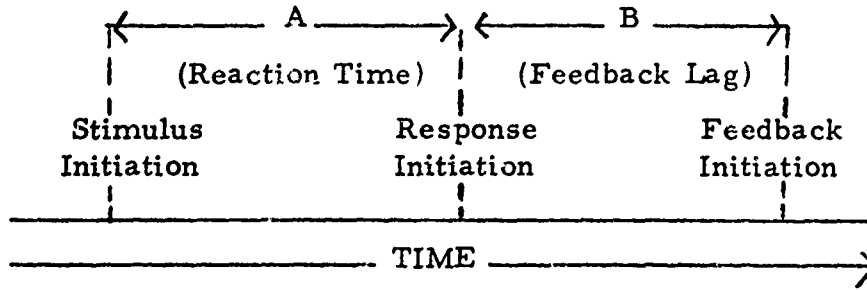 A B
(Reaction Time) (Feedback Lag)
Stimulus Response Feedback
Initiation Initiation Initiation
TIME